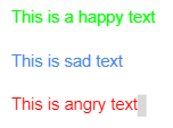 This is a happy text
This is sad text
This is angry text